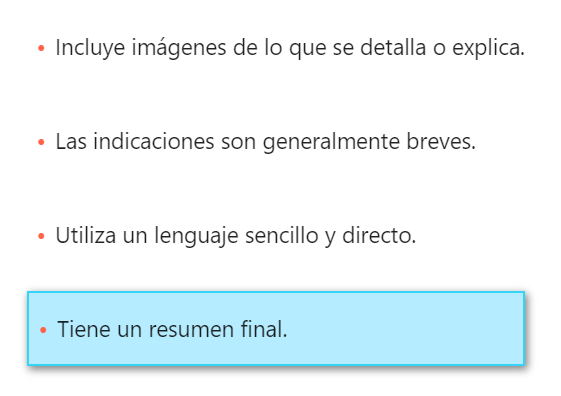 • Incluye imágenes de lo que se detalla o explica.
• Las indicaciones son generalmente breves.
• Utiliza un lenguaje sencillo y directo.
• Tiene un resumen final.